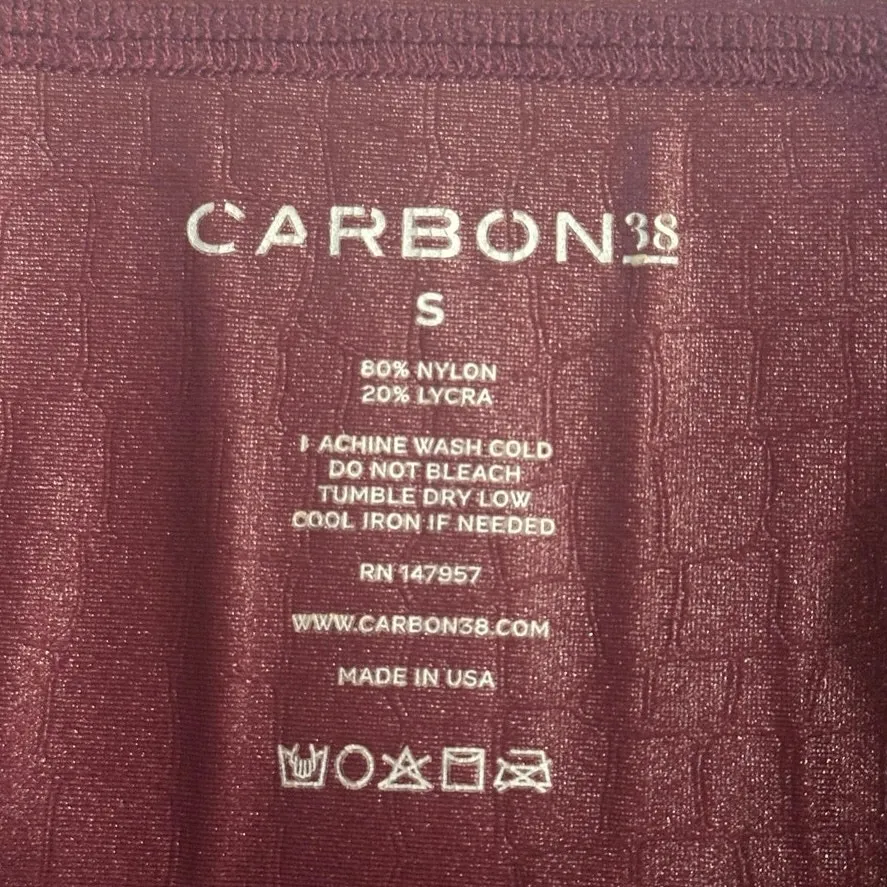 CARBON38
S
80% NYLON
20% LYCRA
MACHINE WASH COLD
DO NOT BLEACH
TUMBLE DRY LOW
COOL IRON IF NEEDED
RN 147957
WWW.CARBON38.COM
MADE IN USA